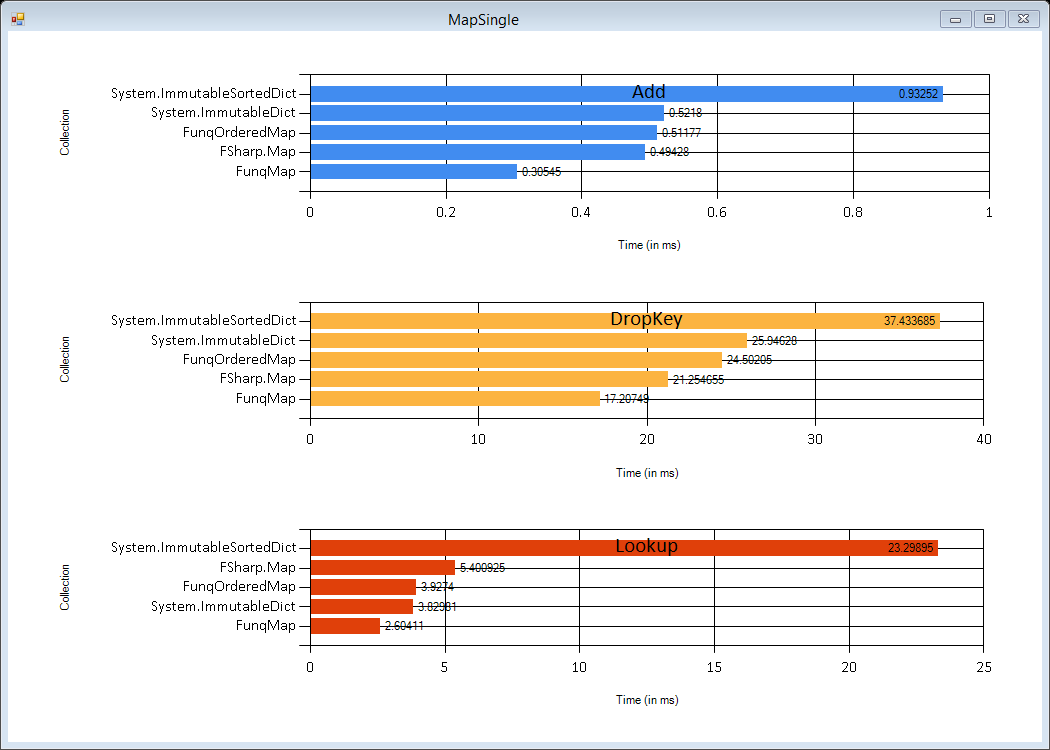 MapSingle
Add
Collection
System.ImmutableSortedDict 0.93252
System.ImmutableDict 0.5218
FunqOrderedMap 0.51177
FSharp.Map 0.49428
FunqMap 0.30545
0 0.2 0.4 0.6 0.8 1
Time (in ms)
DropKey
Collection
System.ImmutableSortedDict 37.433685
System.ImmutableDict 25.94628
FunqOrderedMap 24.50205
FSharp.Map 21.254655
FunqMap 17.20749
0 10 20 30 40
Time (in ms)
Lookup
Collection
System.ImmutableSortedDict 23.29895
FSharp.Map 5.400925
FunqOrderedMap 3.9274
System.ImmutableDict 3.82981
FunqMap 2.60411
0 5 10 15 20 25
Time (in ms)